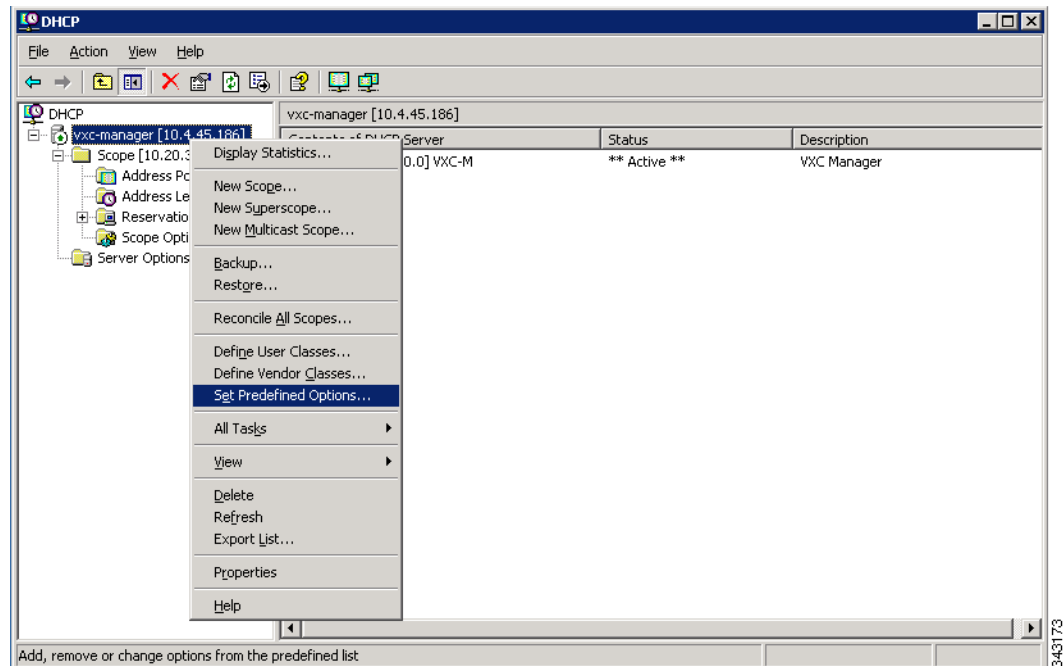 DHCP
File Action View Help
DHCP
vxc-manager [10.4.45.186]
vxc-manager [10.4.45.186]
Contents of DHCP Server Status Description
Scope [10.20.3
0.0] VXC-M ** Active ** VXC Manager
Address Po
Address Le
Reservatio
Scope Opti
Server Options
Display Statistics...
New Scope...
New Superscope...
New Multicast Scope...
Backup...
Restore...
Reconcile All Scopes...
Define User Classes...
Define Vendor Classes...
Set Predefined Options...
All Tasks
View
Delete
Refresh
Export List...
Properties
Help
Add, remove or change options from the predefined list
343173